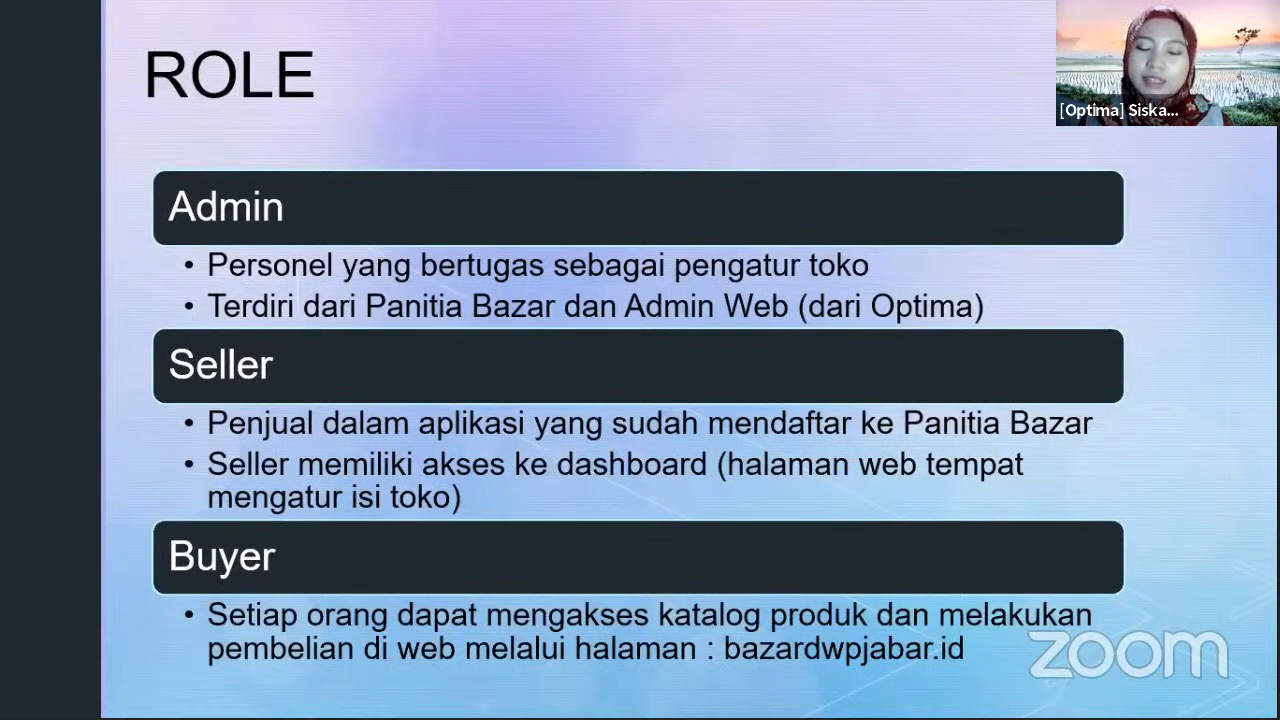 ROLE
[Optima] Siska...
Admin
• Personel yang bertugas sebagai pengatur toko
• Terdiri dari Panitia Bazar dan Admin Web (dari Optima)
Seller
• Penjual dalam aplikasi yang sudah mendaftar ke Panitia Bazar
• Seller memiliki akses ke dashboard (halaman web tempat
mengatur isi toko)
Buyer
• Setiap orang dapat mengakses katalog produk dan melakukan
pembelian di web melalui halaman : bazardwpjabar.id
zoom